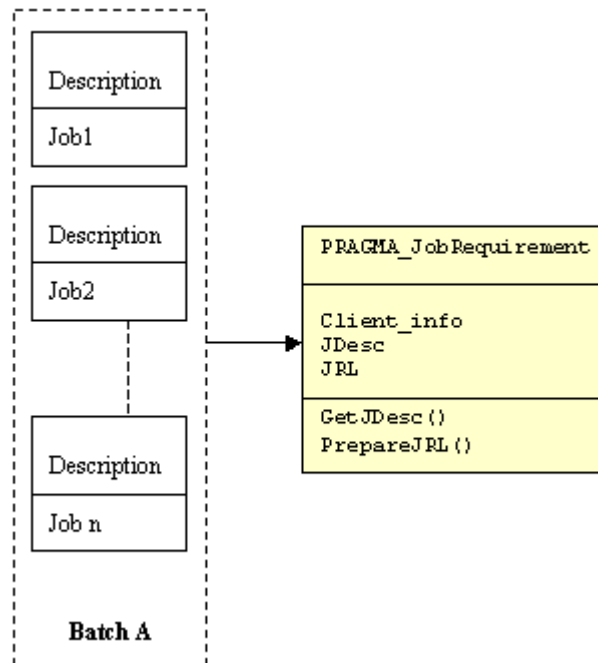 Description
Job1
Description
Job2
Description
Job n
Batch A
PRAGMA_JobRequirement
Client_info
JDesc
JRL
GetJDesc()
PrepareJRL()